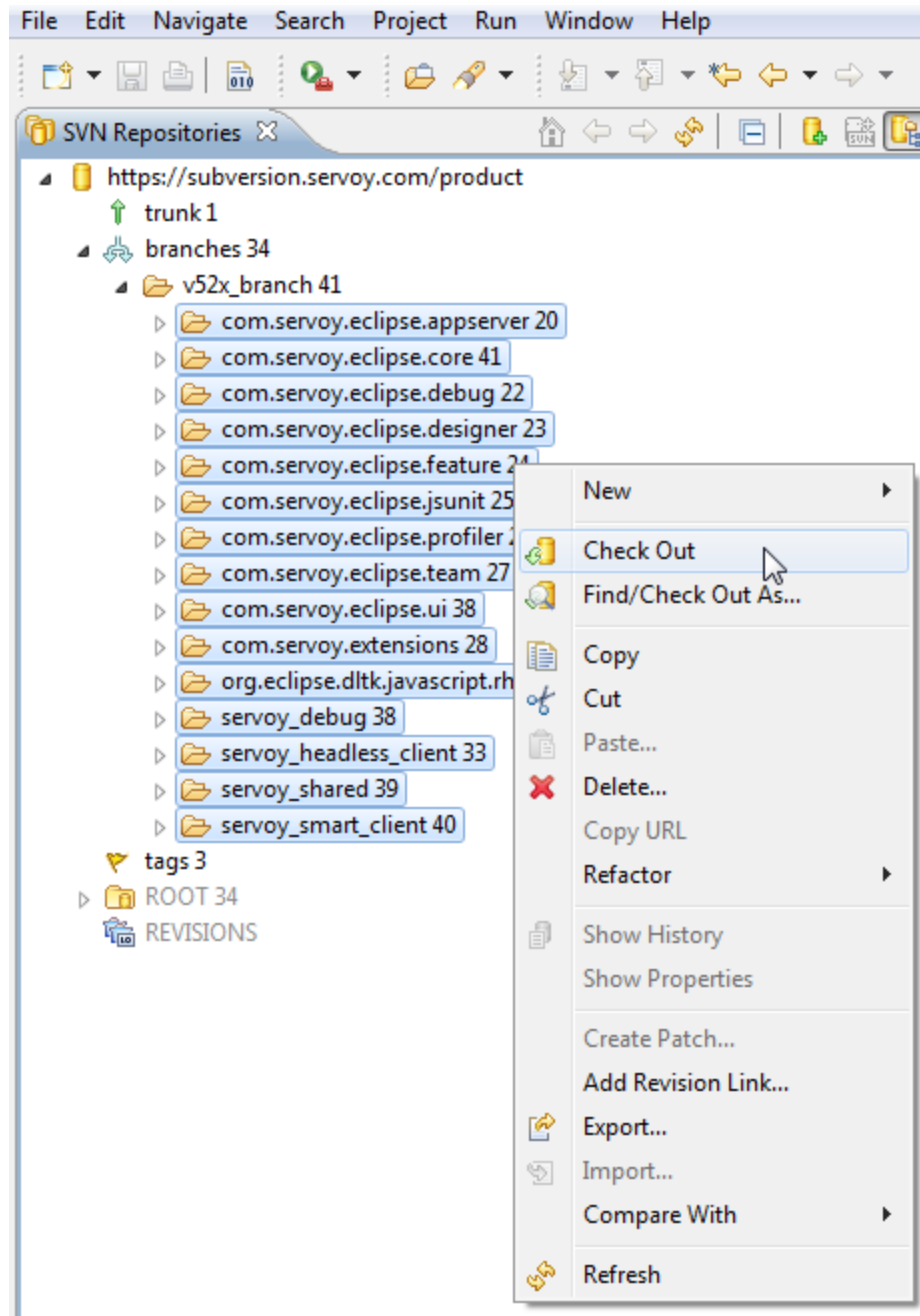 File Edit Navigate Search Project Run Window Help
010
SVN Repositories
SVN
https://subversion.servoy.com/product
trunk 1
branches 34
v52x_branch 41
com.servoy.eclipse.appserver 20
com.servoy.eclipse.core 41
com.servoy.eclipse.debug 22
com.servoy.eclipse.designer 23
com.servoy.eclipse.feature 24
com.servoy.eclipse.jsunit 25
com.servoy.eclipse.profiler
com.servoy.eclipse.team 27
com.servoy.eclipse.ui 38
com.servoy.extensions 28
org.eclipse.dltk.javascript.rh
servoy_debug 38
servoy_headless_client 33
servoy_shared 39
servoy_smart_client 40
tags 3
ROOT 34
REVISIONS
New
Check Out
Find/Check Out As...
Copy
Cut
Paste...
Delete...
Copy URL
Refactor
Show History
Show Properties
Create Patch...
Add Revision Link...
Export...
Import...
Compare With
Refresh